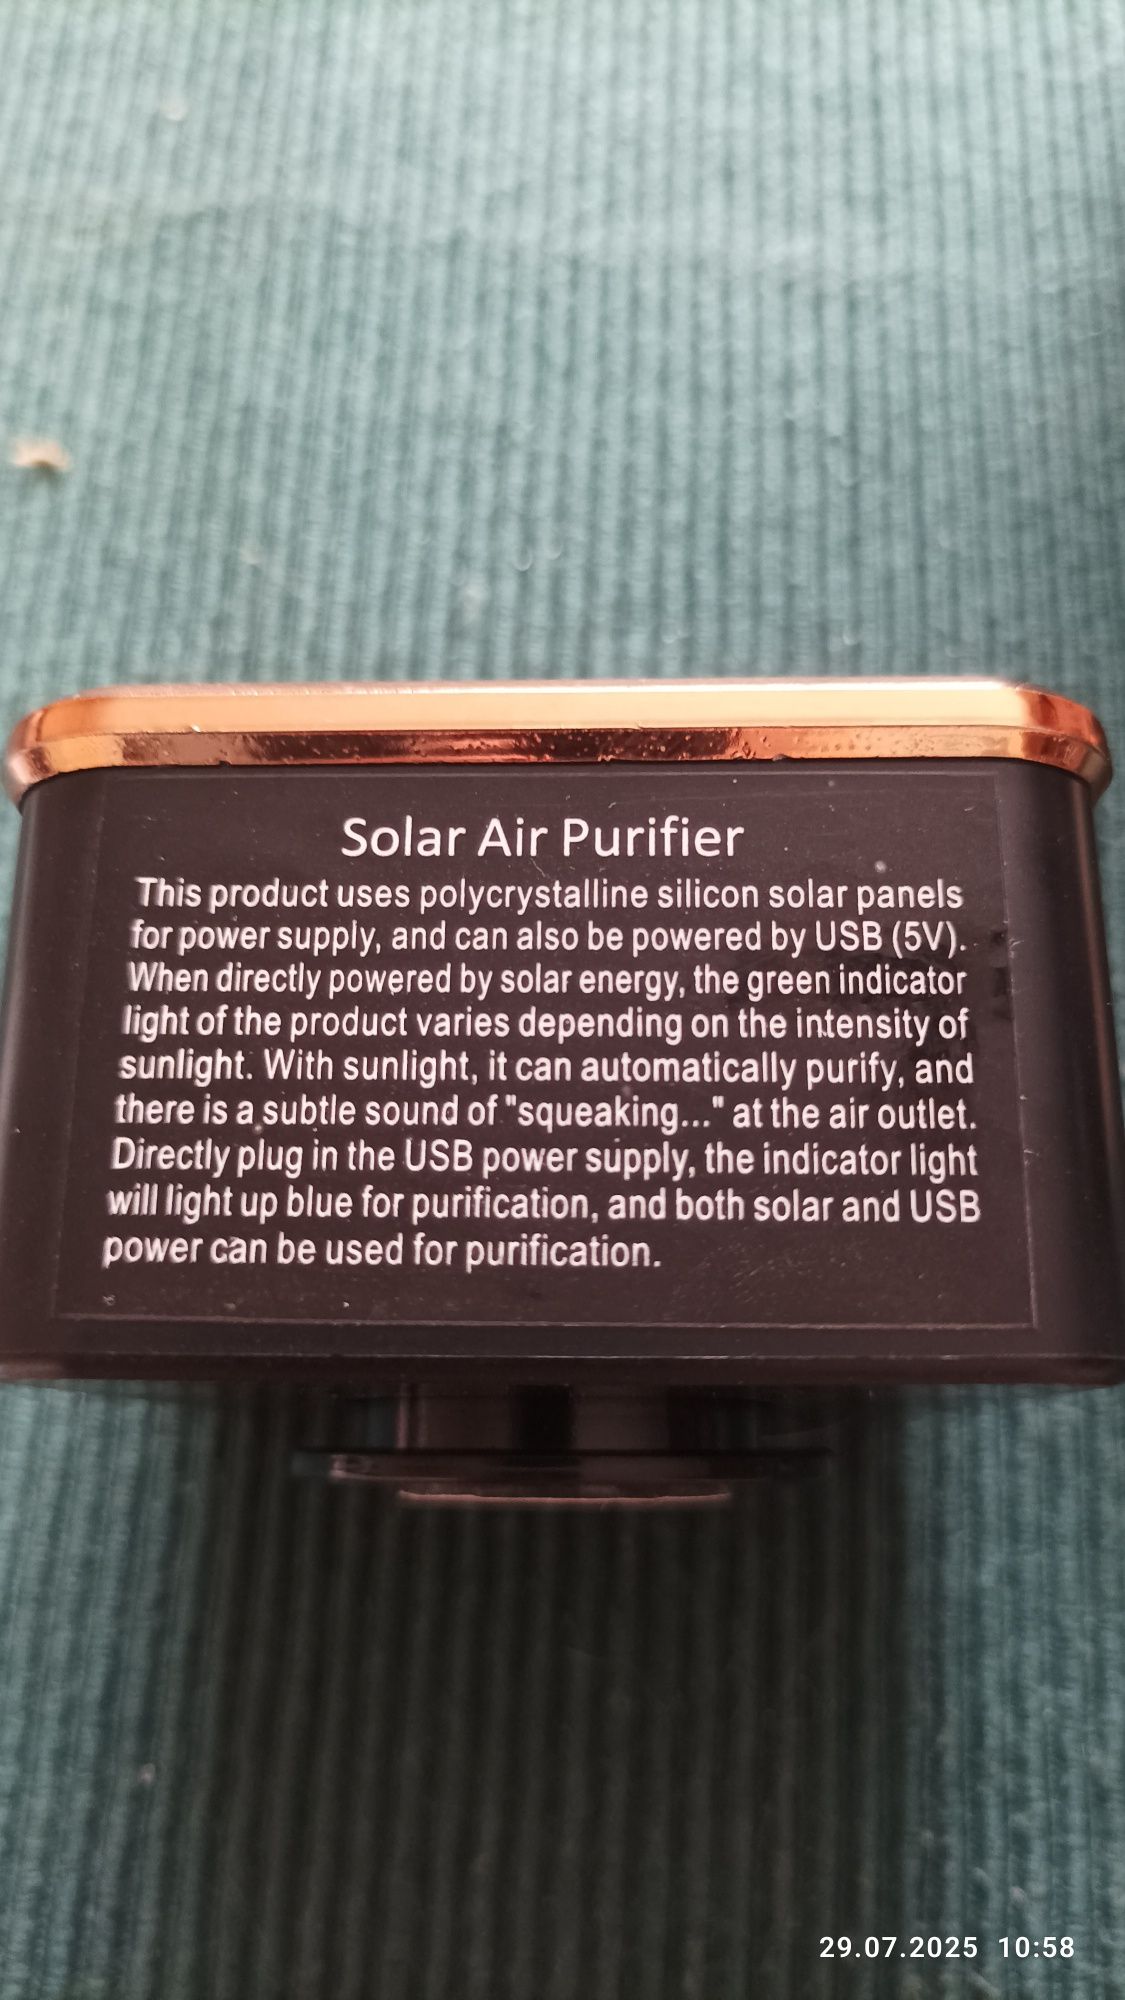 Solar Air Purifier
This product uses polycrystalline silicon solar panels
for power supply, and can also be powered by USB (5V).
When directly powered by solar energy, the green indicator
light of the product varies depending on the intensity of
sunlight. With sunlight, it can automatically purify, and
there is a subtle sound of "squeaking..." at the air outlet.
Directly plug in the USB power supply, the indicator light
will light up blue for purification, and both solar and USB
power can be used for purification.
29.07.2025 10:58